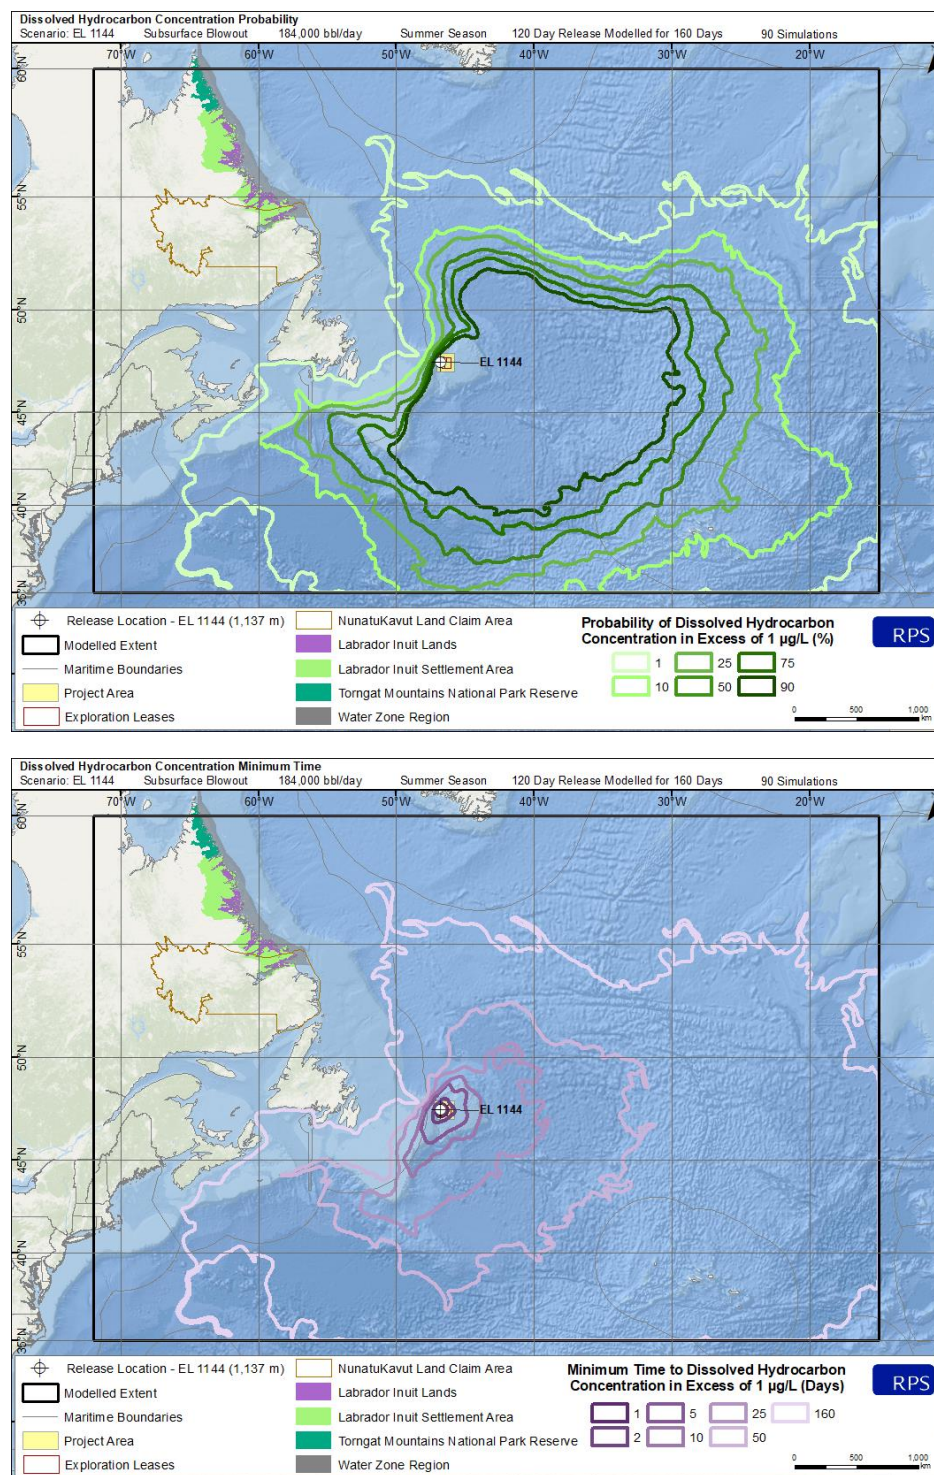 Dissolved Hydrocarbon Concentration Probability
Scenario: EL 1144 Subsurface Blowout 184,000 bbl/day Summer Season 120 Day Release Modelled for 160 Days 90 Simulations
70°W 60°W 50°W 40°W 30°W 20°W
60°N
55°N
50°N
EL 1144
45°N
40°N
35°N
Release Location - EL 1144 (1,137 m)
Modelled Extent
Maritime Boundaries
Project Area
Exploration Leases
NunatuKavut Land Claim Area
Labrador Inuit Lands
Labrador Inuit Settlement Area
Torngat Mountains National Park Reserve
Water Zone Region
Probability of Dissolved Hydrocarbon
Concentration in Excess of 1 µg/L (%)
1 25 75
10 50 90
RPS
0 500 1,000
km
Dissolved Hydrocarbon Concentration Minimum Time
Scenario: EL 1144 Subsurface Blowout 184,000 bbl/day Summer Season 120 Day Release Modelled for 160 Days 90 Simulations
70°W 60°W 50°W 40°W 30°W 20°W
60°N
55°N
50°N
EL 1144
45°N
40°N
35°N
Release Location - EL 1144 (1,137 m)
Modelled Extent
Maritime Boundaries
Project Area
Exploration Leases
NunatuKavut Land Claim Area
Labrador Inuit Lands
Labrador Inuit Settlement Area
Torngat Mountains National Park Reserve
Water Zone Region
Minimum Time to Dissolved Hydrocarbon
Concentration in Excess of 1 µg/L (Days)
1 5 25 160
2 10 50
RPS
0 500 1,000
km